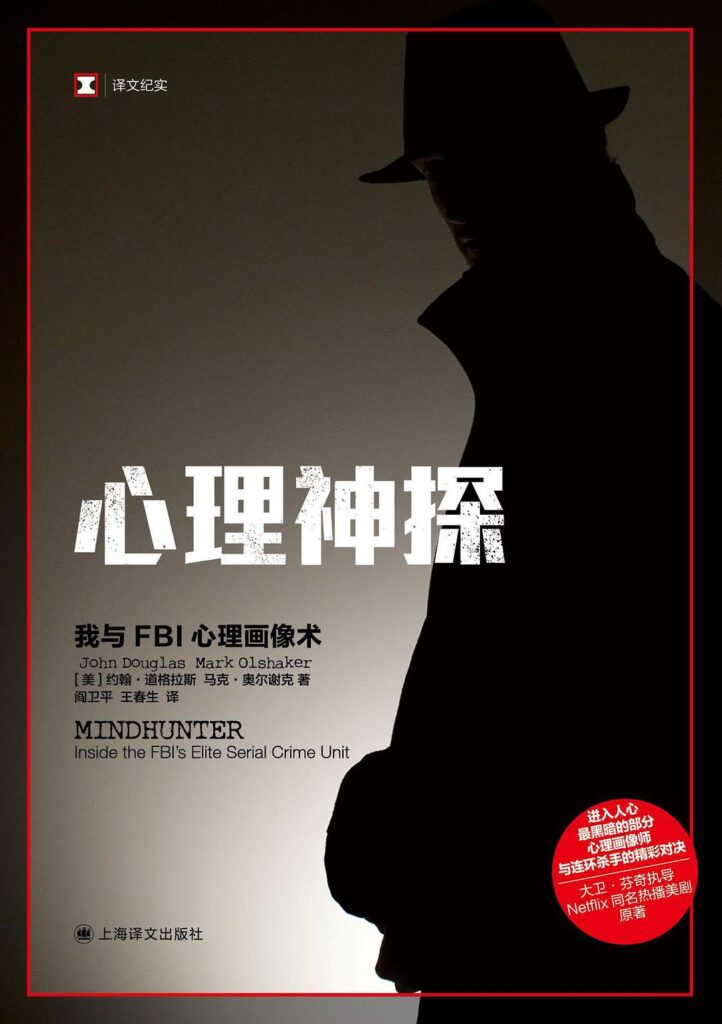 译文纪实
心理神探
我与 FBI 心理画像术
John Douglas Mark Olshaker
[美] 约翰·道格拉斯 马克·奥尔谢克 著
阎卫平 王春生 译
MINDHUNTER
Inside the FBI's Elite Serial Crime Unit
进入人心
最黑暗的部分
心理画像师
与连环杀手的精彩对决
大卫·芬奇执导
Netflix 同名热播美剧
原著
上海译文出版社